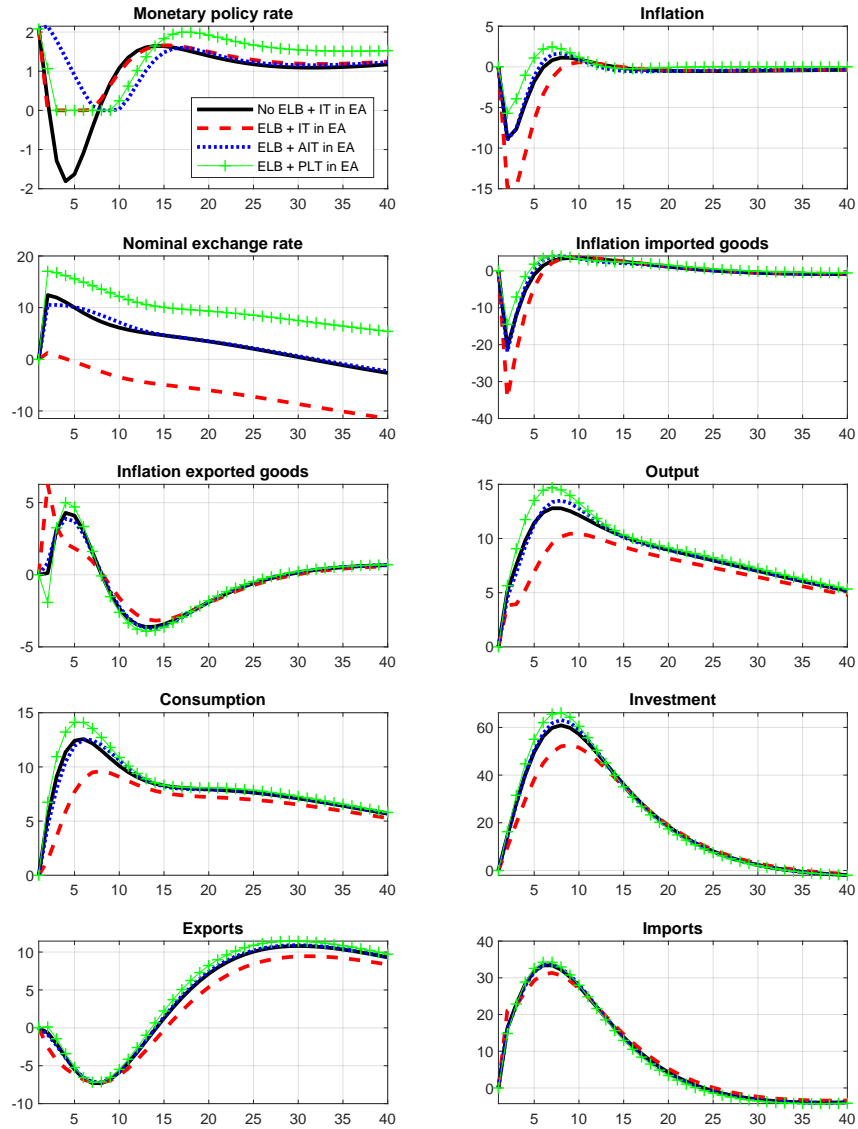 Monetary policy rate
2
1
0
-1
-2
5 10 15 20 25 30 35 40
No ELB + IT in EA
ELB + IT in EA
ELB + AIT in EA
ELB + PLT in EA
Inflation
5
0
-5
-10
-15
5 10 15 20 25 30 35 40
Nominal exchange rate
20
10
0
-10
5 10 15 20 25 30 35 40
Inflation imported goods
0
-10
-20
-30
-40
5 10 15 20 25 30 35 40
Inflation exported goods
5
0
-5
5 10 15 20 25 30 35 40
Output
15
10
5
0
5 10 15 20 25 30 35 40
Consumption
15
10
5
0
5 10 15 20 25 30 35 40
Investment
60
40
20
0
5 10 15 20 25 30 35 40
Exports
10
5
0
-5
-10
5 10 15 20 25 30 35 40
Imports
40
30
20
10
0
5 10 15 20 25 30 35 40